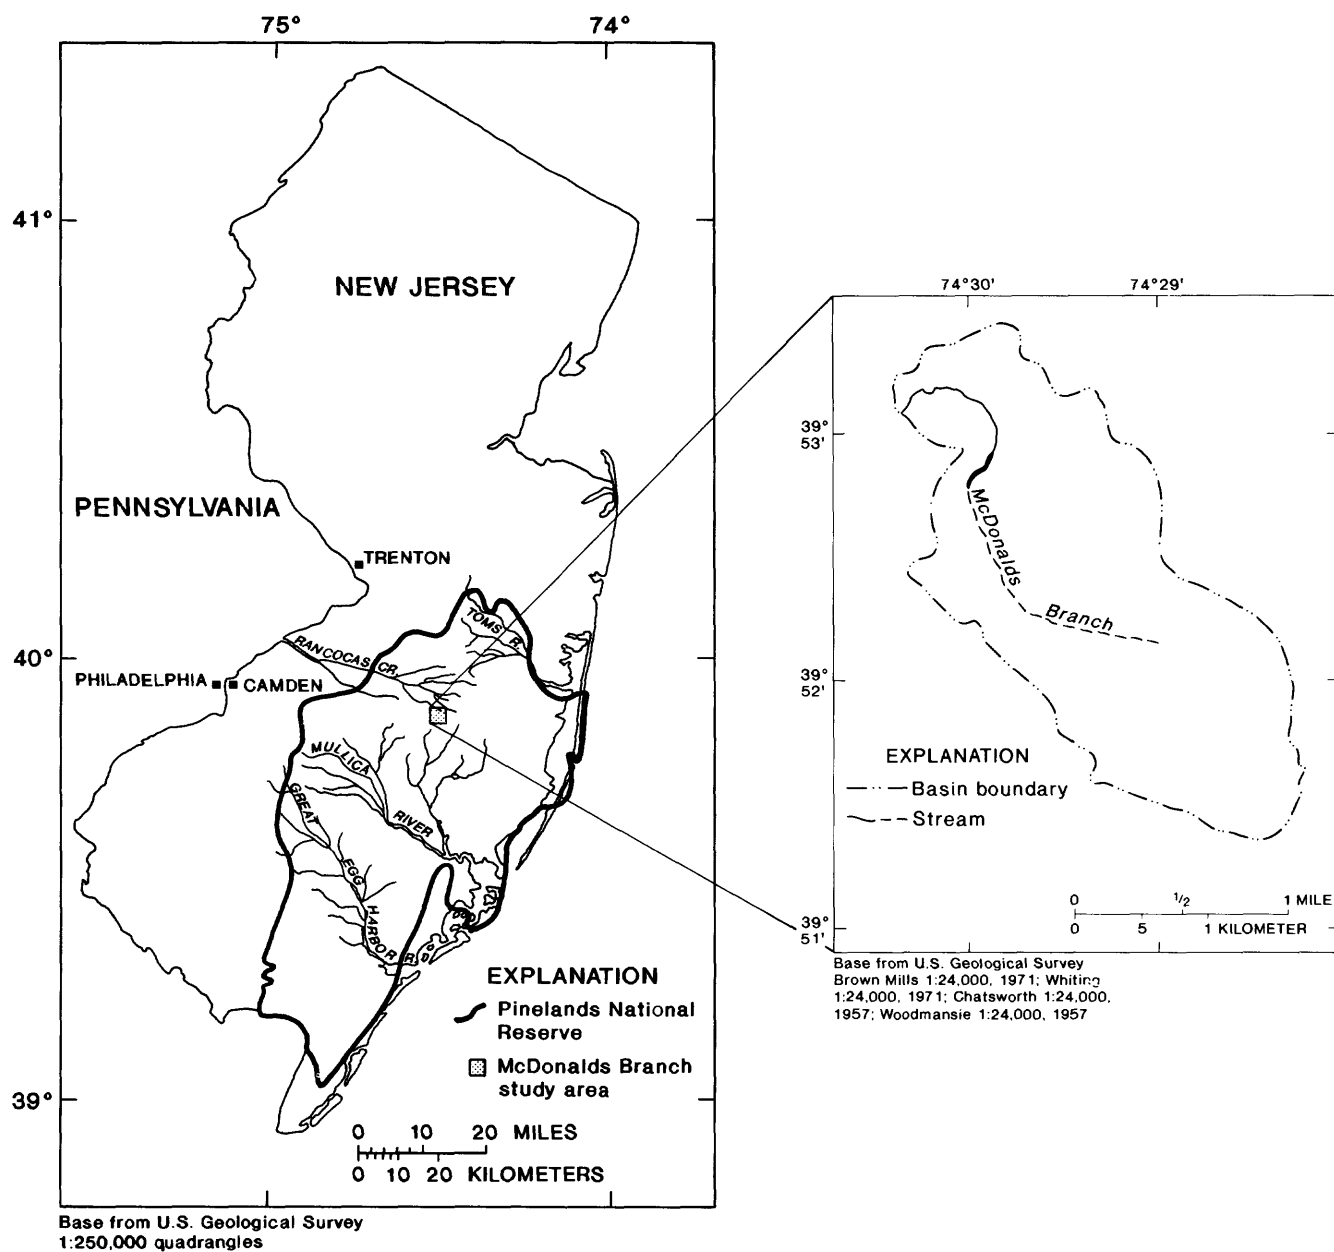 75° 74°
41°
NEW JERSEY
PENNSYLVANIA
TRENTON
TOMS R.
RANCOCAS CR.
40°
PHILADELPHIA
CAMDEN
MULLICA
RIVER
GREAT
EGG
HARBOR R.
EXPLANATION
Pinelands National
Reserve
McDonalds Branch
study area
39°
0 10 20 MILES
0 10 20 KILOMETERS
Base from U.S. Geological Survey
1:250,000 quadrangles
74°30' 74°29'
39°
53'
McDonalds
Branch
39°
52'
EXPLANATION
Basin boundary
Stream
0 1/2 1 MILE
0 5 1 KILOMETER
39°
51'
Base from U.S. Geological Survey
Brown Mills 1:24,000, 1971; Whiting
1:24,000, 1971; Chatsworth 1:24,000,
1957; Woodmansie 1:24,000, 1957